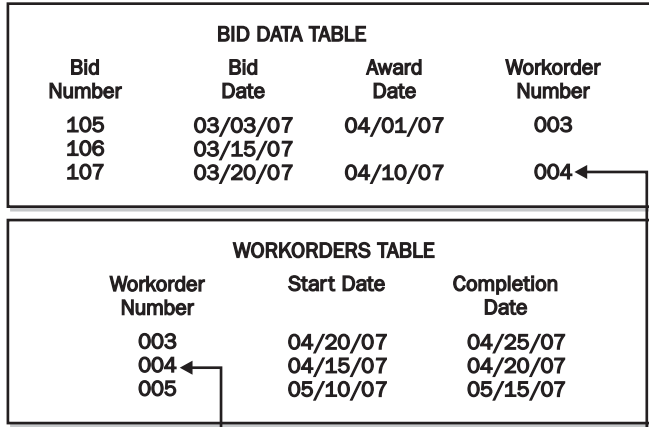 BID DATA TABLE
Bid Number Bid Date Award Date Workorder Number
105 03/03/07 04/01/07 003
106 03/15/07
107 03/20/07 04/10/07 004
WORKORDERS TABLE
Workorder Number Start Date Completion Date
003 04/20/07 04/25/07
004 04/15/07 04/20/07
005 05/10/07 05/15/07